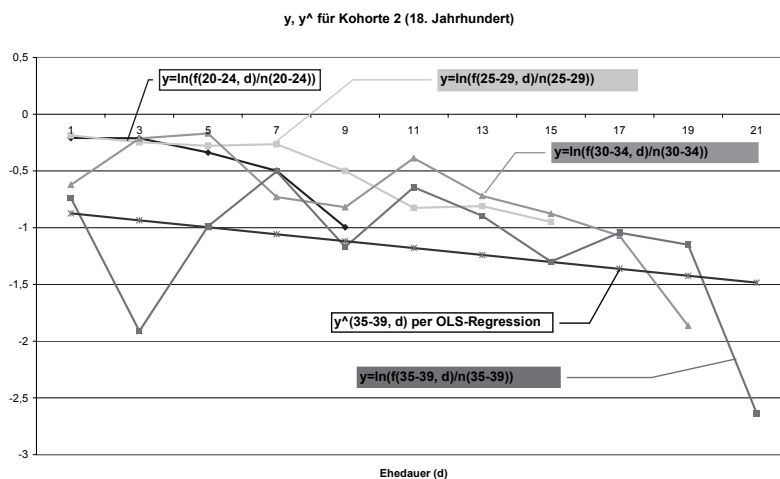 y, y^ für Kohorte 2 (18. Jahrhundert)
0,5
y=ln(f(20-24, d)/n(20-24))
y=ln(f(25-29, d)/n(25-29))
0
1 3 5 7 9 11 13 15 17 19 21
y=ln(f(30-34, d)/n(30-34))
-0,5
-1
-1,5
y^(35-39, d) per OLS-Regression
-2
y=ln(f(35-39, d)/n(35-39))
-2,5
-3
Ehedauer (d)